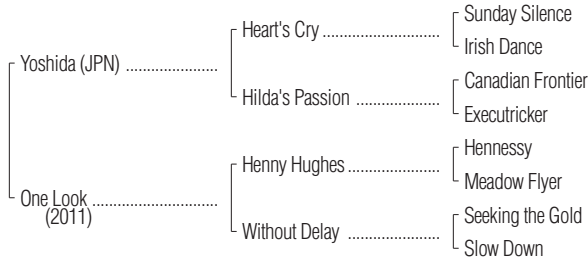 Sunday Silence
Heart's Cry ........................
Irish Dance
Yoshida (JPN) ...................
Canadian Frontier
Hilda's Passion ..................
Executricker
Hennessy
Henny Hughes ...................
Meadow Flyer
One Look .........................
(2011)
Seeking the Gold
Without Delay ...................
Slow Down